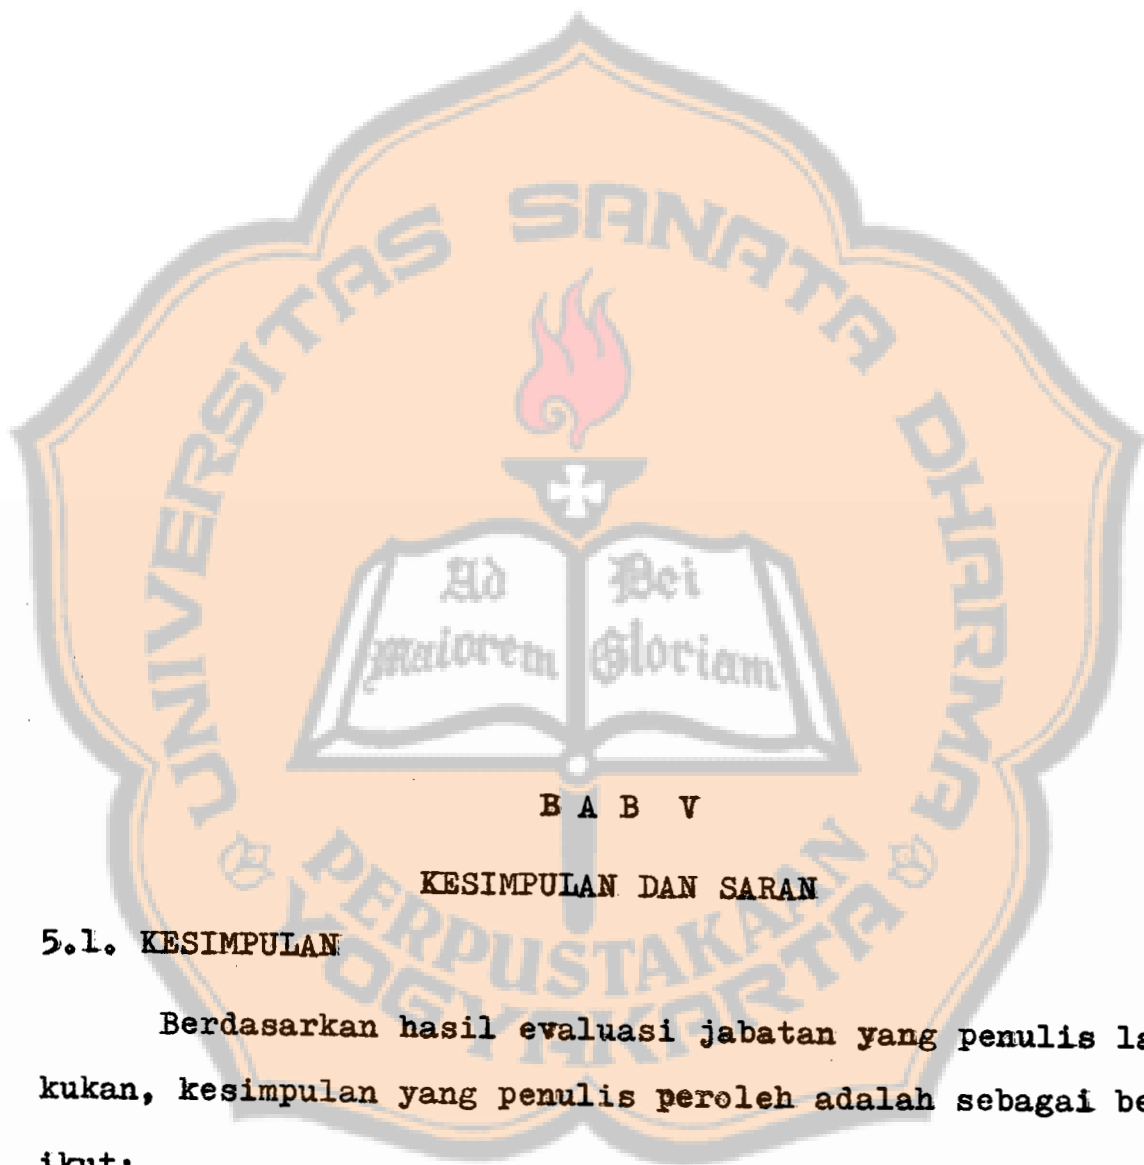 UNIVERSITAS SANATA DHARMA
Ad Dei
Maiorem Gloriam
B A B V
KESIMPULAN DAN SARAN
PERPUSTAKAAN
YOGYAKARTA
5.1. KESIMPULAN
Berdasarkan hasil evaluasi jabatan yang penulis la
kukan, kesimpulan yang penulis peroleh adalah sebagai be
ikut: